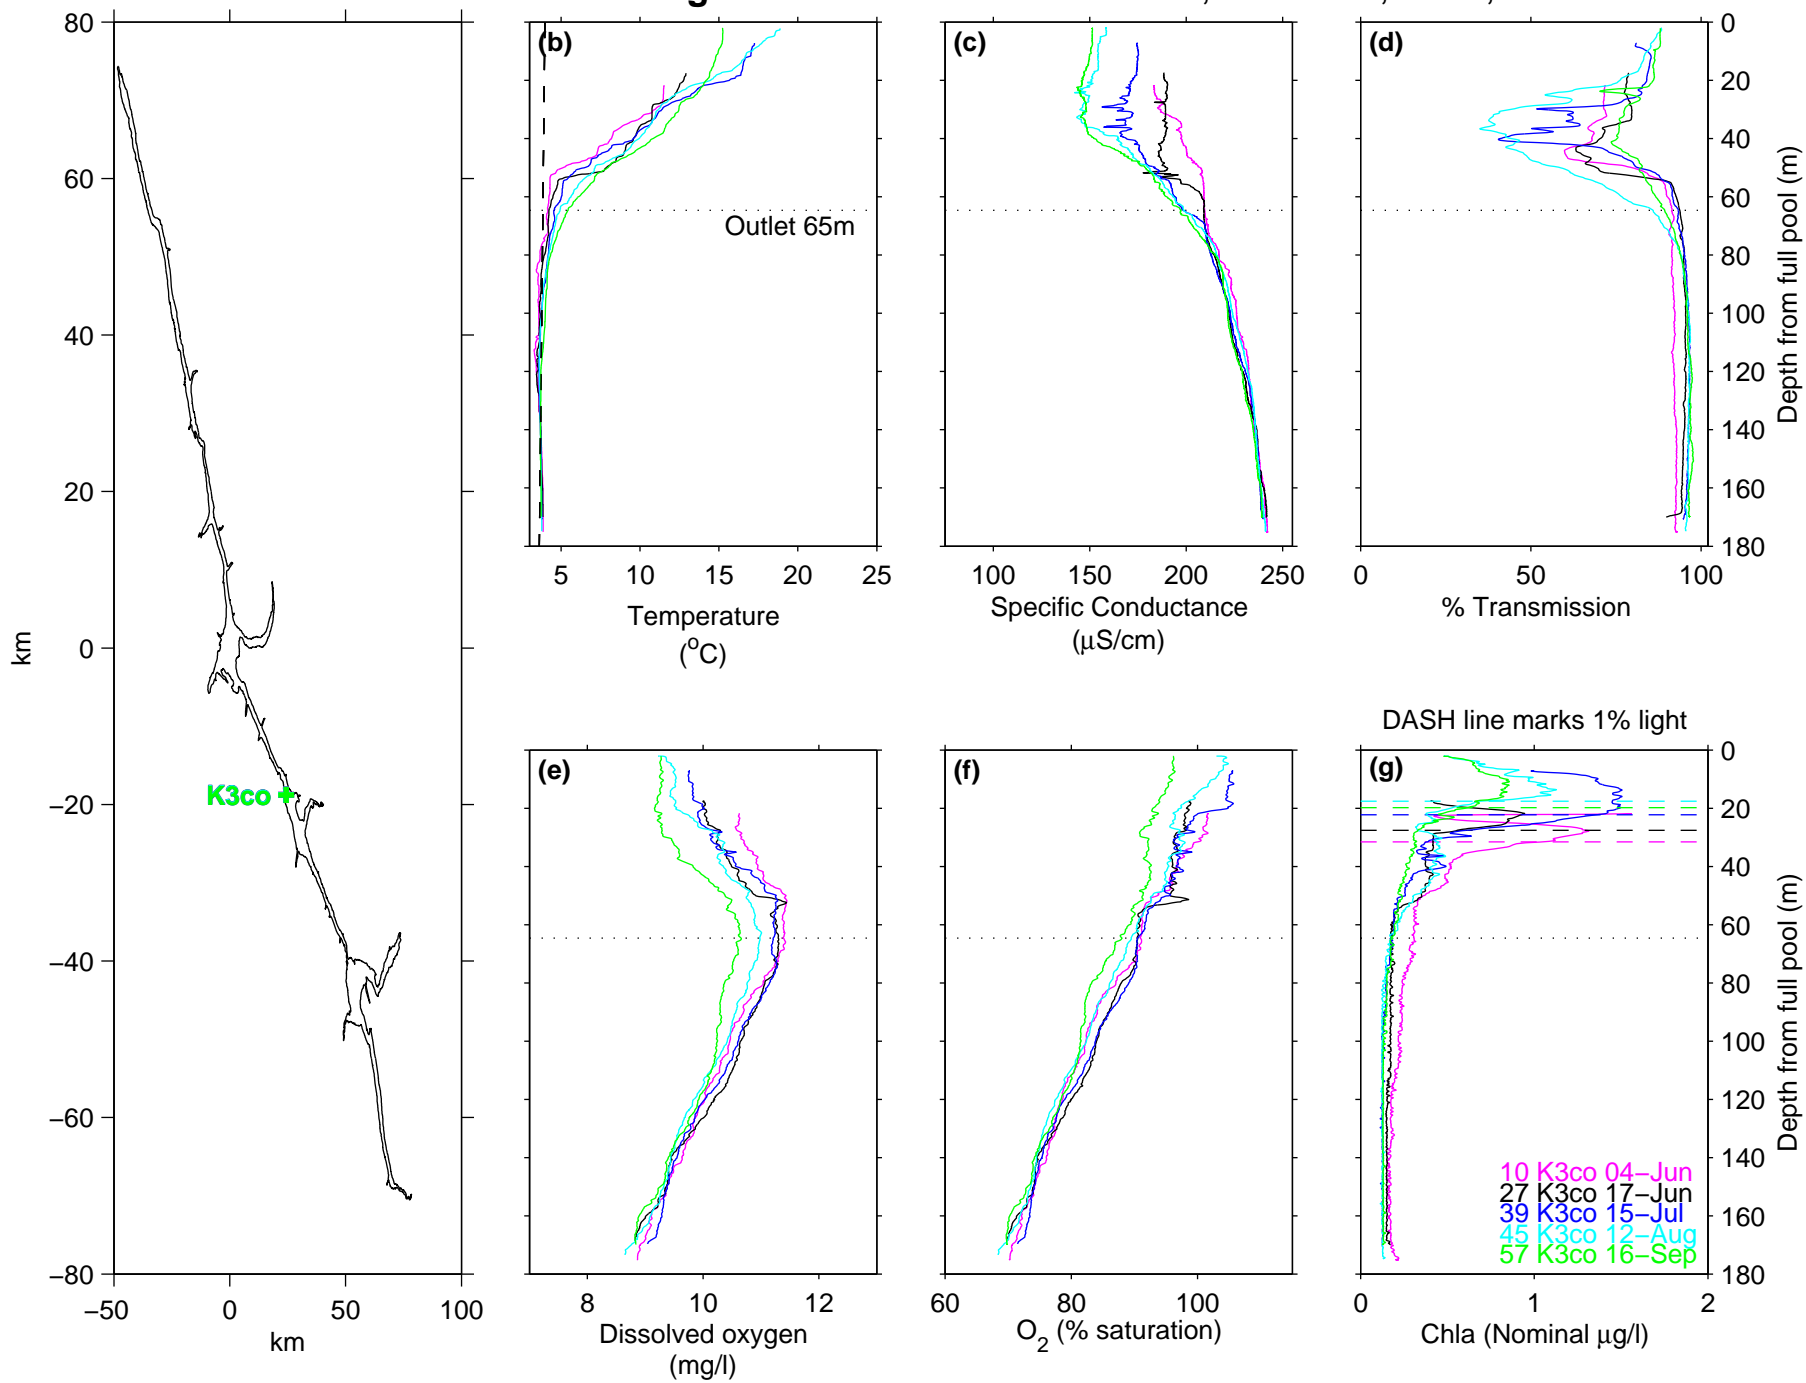 80
60
40
20
0
−20
−40
−60
−80
km
−50
0
50
100
km
K3co
(b)
Outlet 65m
5
10
15
20
25
Temperature
(oC)
(c)
100
150
200
250
Specific Conductance
(μS/cm)
(d)
0
50
100
% Transmission
0
20
40
60
80
100
120
140
160
180
Depth from full pool (m)
(e)
8
10
12
Dissolved oxygen
(mg/l)
(f)
60
80
100
O2 (% saturation)
DASH line marks 1% light
(g)
10 K3co 04−Jun
27 K3co 17−Jun
39 K3co 15−Jul
45 K3co 12−Aug
57 K3co 16−Sep
0
1
2
Chla (Nominal μg/l)
0
20
40
60
80
100
120
140
160
180
Depth from full pool (m)